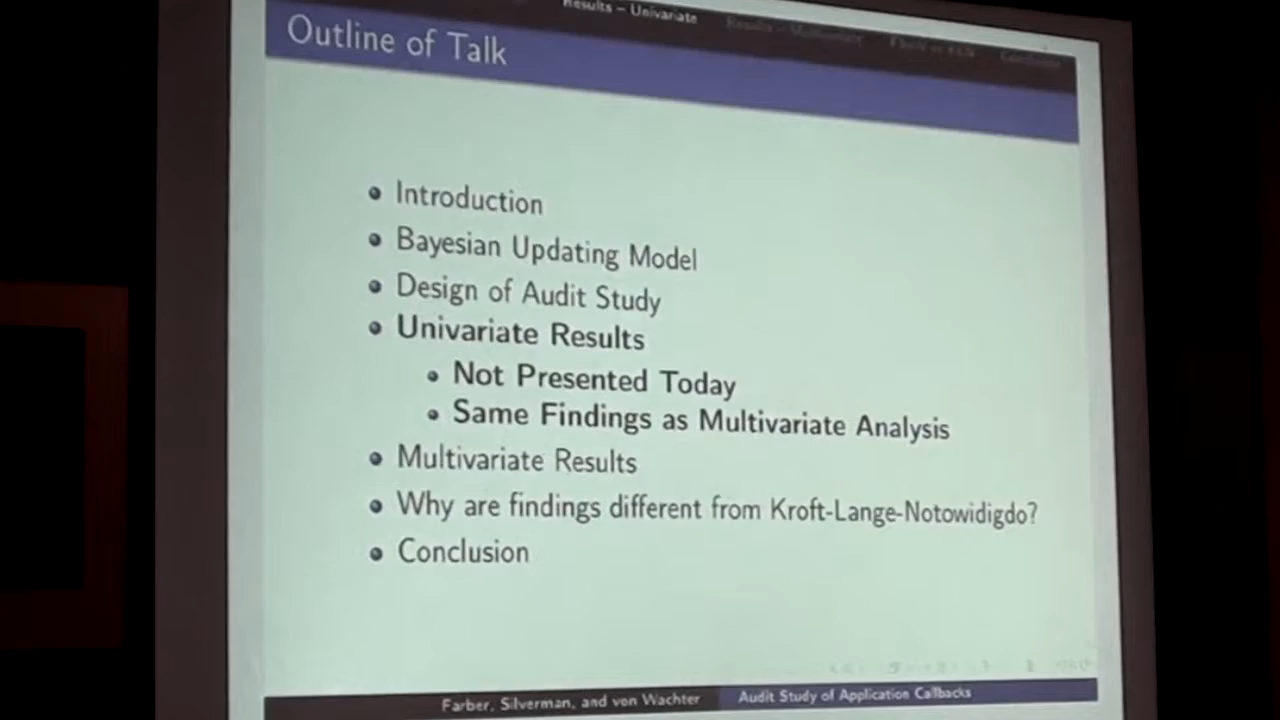 Results – Univariate
Outline of Talk
Introduction
Bayesian Updating Model
Design of Audit Study
Univariate Results
Not Presented Today
Same Findings as Multivariate Analysis
Multivariate Results
Why are findings different from Kroft-Lange-Notowidigdo?
Conclusion
Farber, Silverman, and von Wachter
Audit Study of Application Callbacks